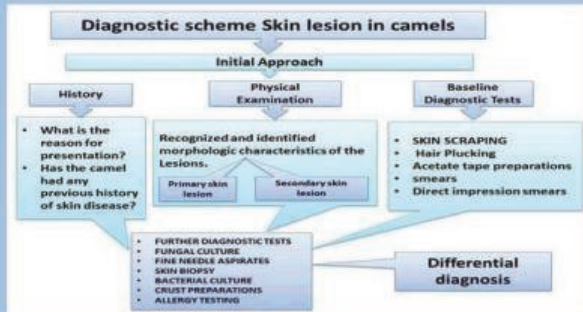 Diagnostic scheme Skin lesion in camels
Initial Approach
History
Physical
Examination
Baseline
Diagnostic Tests
• What is the
reason for
presentation?
• Has the camel
had any
previous history
of skin disease?
Recognized and identified
morphologic characteristics of the
Lesions.
Primary skin
lesion
Secondary skin
lesion
• SKIN SCRAPING
• Hair Plucking
• Acetate tape preparations
• smears
• Direct impression smears
• FURTHER DIAGNOSTIC TESTS
• FUNGAL CULTURE
• FINE NEEDLE ASPIRATES
• SKIN BIOPSY
• BACTERIAL CULTURE
• CRUST PREPARATIONS
• ALLERGY TESTING
Differential
diagnosis